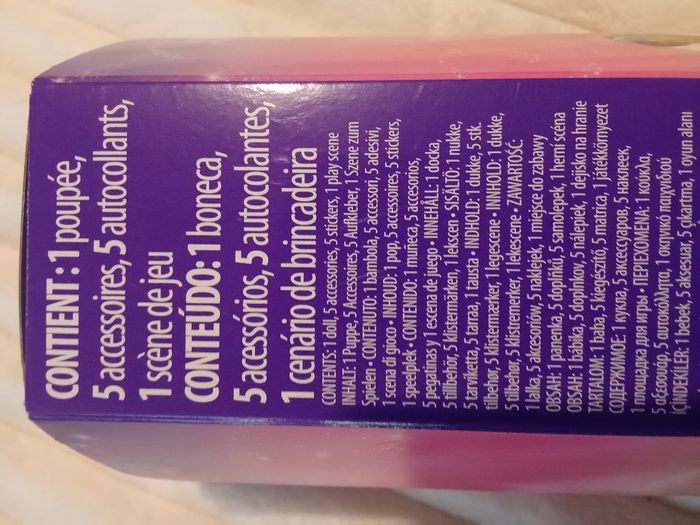 CONTIENT : 1 poupée,
5 accessoires, 5 autocollants,
1 scène de jeu
CONTEÚDO: 1 boneca,
5 acessórios, 5 autocolantes,
1 cenário de brincadeira
CONTENTS: 1 doll, 5 accessories, 5 stickers, 1 play scene
INHALT: 1 Puppe, 5 Accessoires, 5 Aufkleber, 1 Szene zum
Spielen • CONTENUTO: 1 bambola, 5 accessori, 5 adesivi,
1 scena di gioco • INHOUD: 1 pop, 5 accessoires, 5 stickers,
1 speelplek • CONTENIDO: 1 muñeca, 5 accesorios,
5 pegatinas y 1 escena de juego • INNEHÅLL: 1 docka,
5 tillbehör, 5 klistermärken, 1 lekscen • SISÄLTÖ: 1 nukke,
5 tarviketta, 5 tarraa, 1 tausta • INDHOLD: 1 dukke, 5 stk.
tilbehør, 5 klistermærker, 1 legescene • INNHOLD: 1 dukke,
5 tilbehør, 5 klistremerker, 1 lekescene • ZAWARTOŚĆ
1 lalka, 5 akcesoriów, 5 naklejek, 1 miejsce do zabawy
OBSAH: 1 panenka, 5 doplňků, 5 samolepek, 1 herní scéna
OBSAH: 1 bábika, 5 doplnkov, 5 nálepiek, 1 dejisko na hranie
TARTALOM: 1 baba, 5 kiegészítő, 5 matrica, 1 játékkörnyezet
СОДЕРЖИМОЕ: 1 кукла, 5 аксессуаров, 5 наклеек,
1 площадка для игры • ΠΕΡΙΕΧΟΜΕΝΑ: 1 κούκλα,
5 αξεσουάρ, 5 αυτοκόλλητα, 1 σκηνικό παιχνιδιού
İÇİNDEKİLER: 1 bebek, 5 aksesuar, 5 çıkartma, 1 oyun alanı